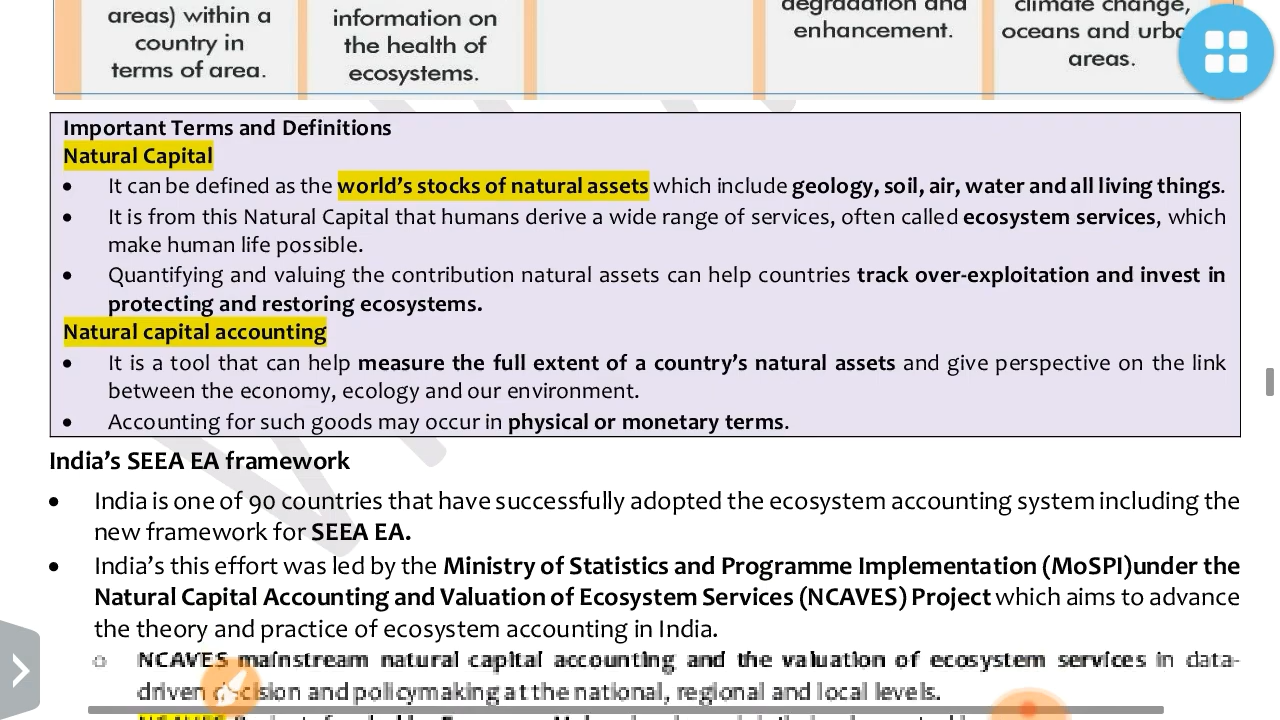 areas) within a
country in
terms of area.
information on
the health of
ecosystems.
degradation and
enhancement.
climate change,
oceans and urba
areas.
Important Terms and Definitions
Natural Capital
• It can be defined as the world's stocks of natural assets which include geology, soil, air, water and all living things.
• It is from this Natural Capital that humans derive a wide range of services, often called ecosystem services, which
make human life possible.
• Quantifying and valuing the contribution natural assets can help countries track over-exploitation and invest in
protecting and restoring ecosystems.
Natural capital accounting
• It is a tool that can help measure the full extent of a country's natural assets and give perspective on the link
between the economy, ecology and our environment.
• Accounting for such goods may occur in physical or monetary terms.
India's SEEA EA framework
• India is one of 90 countries that have successfully adopted the ecosystem accounting system including the
new framework for SEEA EA.
• India's this effort was led by the Ministry of Statistics and Programme Implementation (MoSPI)under the
Natural Capital Accounting and Valuation of Ecosystem Services (NCAVES) Project which aims to advance
the theory and practice of ecosystem accounting in India.
o NCAVES mainstream natural capital accounting and the valuation of ecosystem services in data-
driven decision and policymaking at the national, regional and local levels.